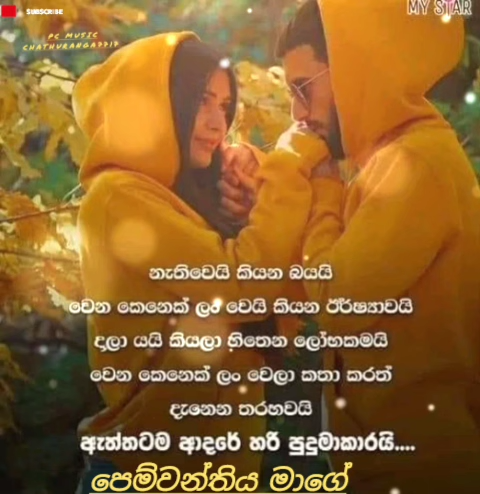 SUBSCRIBE
MY STAR
PC MUSIC
CHATHURANGA7717
නැතිවෙයි කියන බයයි
වෙන කෙනෙක් ලං වෙයි කියන ඊර්ෂ්‍යාවයි
දාලා යයි කියලා හිතෙන ලෝභකමයි
වෙන කෙනෙක් ලං වෙලා කතා කරත්
දැනෙන තරහවයි
ඇත්තටම ආදරේ හරි පුදුමාකාරයි....
පෙම්වන්තිය මාගේ